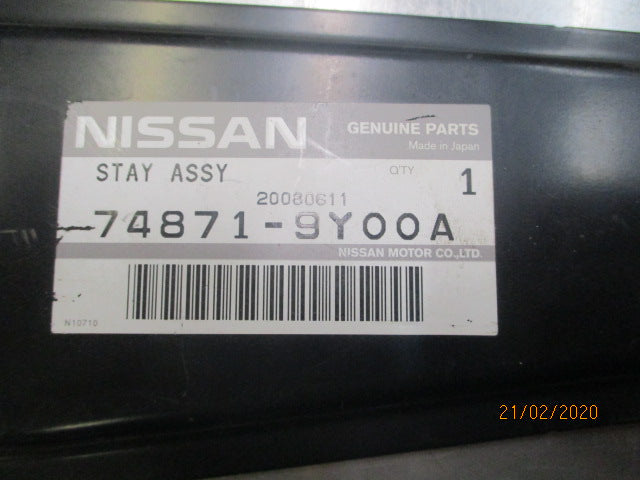 NISSAN
GENUINE PARTS
Made in Japan
STAY ASSY
Q'TY
1
20080611
74871-9Y00A
NISSAN MOTOR CO.,LTD.
N10710
21/02/2020